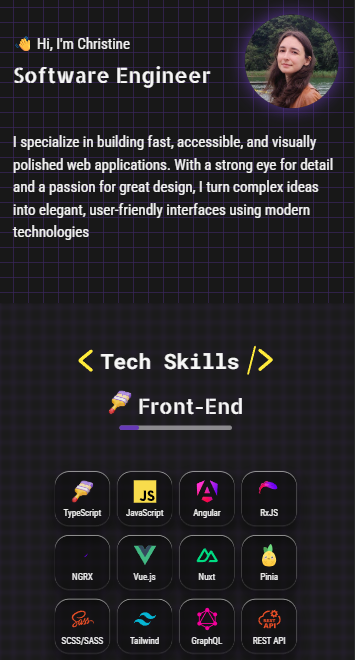 Hi, I'm Christine
Software Engineer
I specialize in building fast, accessible, and visually
polished web applications. With a strong eye for detail
and a passion for great design, I turn complex ideas
into elegant, user-friendly interfaces using modern
technologies
< Tech Skills />
Front-End
JS
TypeScript JavaScript Angular RxJS
NGRX Vue.js Nuxt Pinia
Sass REST API
SCSS/SASS Tailwind GraphQL REST API